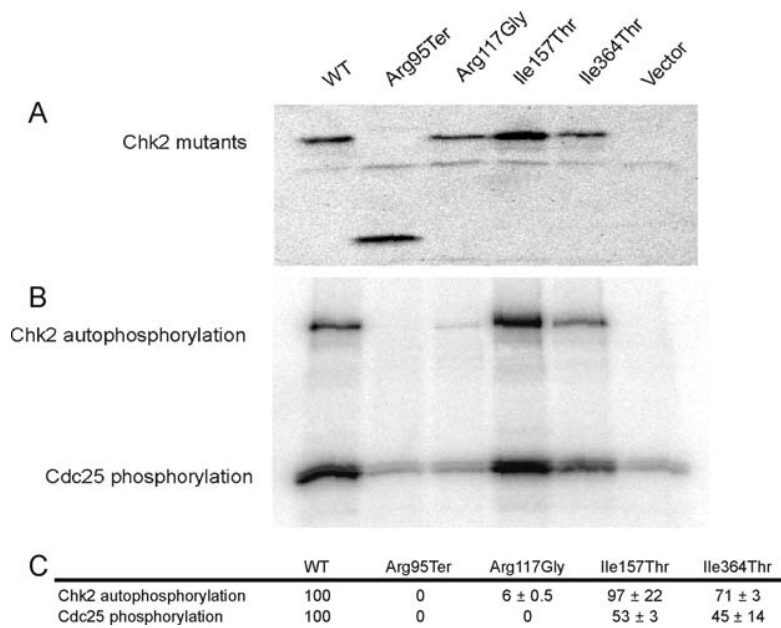 WT Arg95Ter Arg117Gly Ile157Thr Ile364Thr Vector
A
Chk2 mutants
B
Chk2 autophosphorylation
Cdc25 phosphorylation
C WT Arg95Ter Arg117Gly Ile157Thr Ile364Thr
Chk2 autophosphorylation 100 0 6 ± 0.5 97 ± 22 71 ± 3
Cdc25 phosphorylation 100 0 0 53 ± 3 45 ± 14